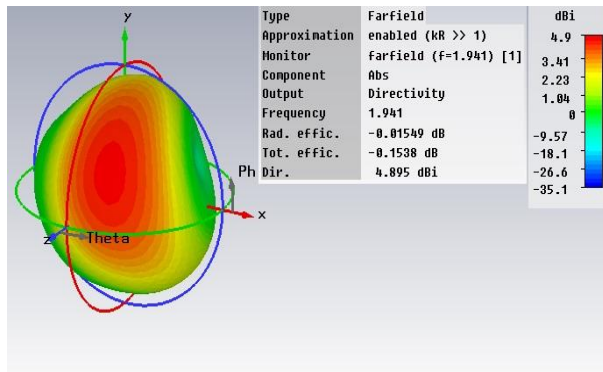 y
Ph
x
z Theta
Type Farfield
Approximation enabled (kR >> 1)
Monitor farfield (f=1.941) [1]
Component Abs
Output Directivity
Frequency 1.941
Rad. effic. -0.01549 dB
Tot. effic. -0.1538 dB
Dir. 4.895 dBi
dBi
4.9
3.41
2.23
1.04
0
-9.57
-18.1
-26.6
-35.1